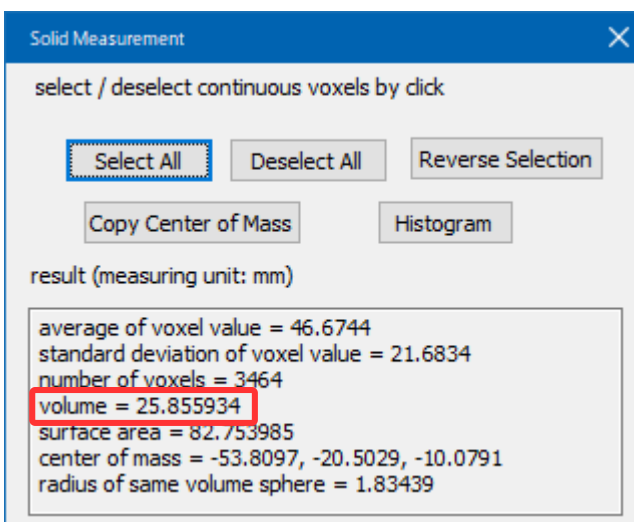 Solid Measurement
select / deselect continuous voxels by click
Select All Deselect All Reverse Selection
Copy Center of Mass Histogram
result (measuring unit: mm)
average of voxel value = 46.6744
standard deviation of voxel value = 21.6834
number of voxels = 3464
volume = 25.855934
surface area = 82.753985
center of mass = -53.8097, -20.5029, -10.0791
radius of same volume sphere = 1.83439